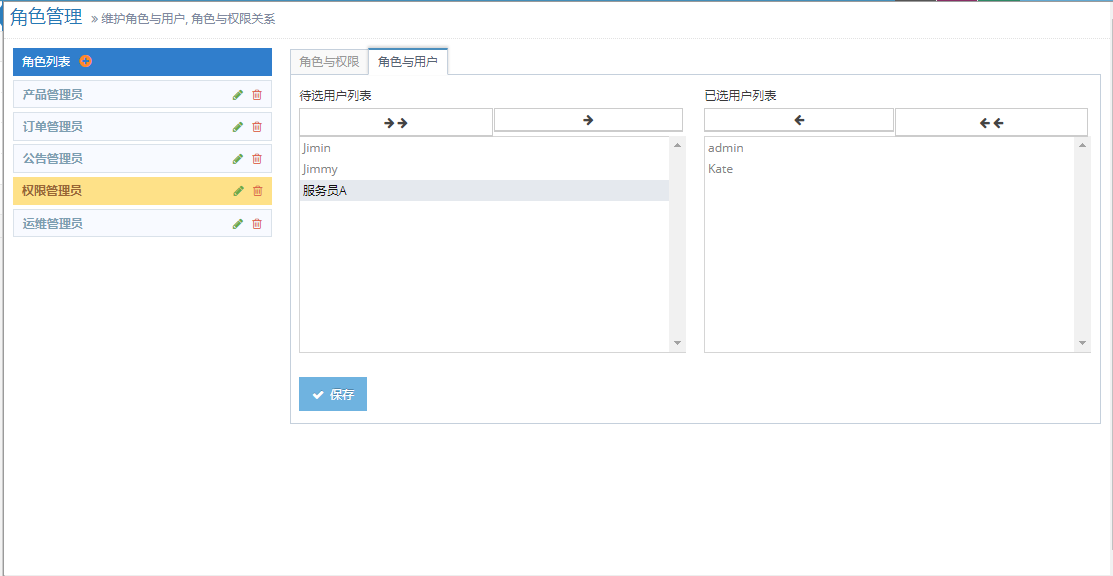 角色管理 » 维护角色与用户, 角色与权限关系
角色列表
产品管理员
订单管理员
公告管理员
权限管理员
运维管理员
角色与权限 角色与用户
待选用户列表
Jimin
Jimmy
服务员A
已选用户列表
admin
Kate
保存